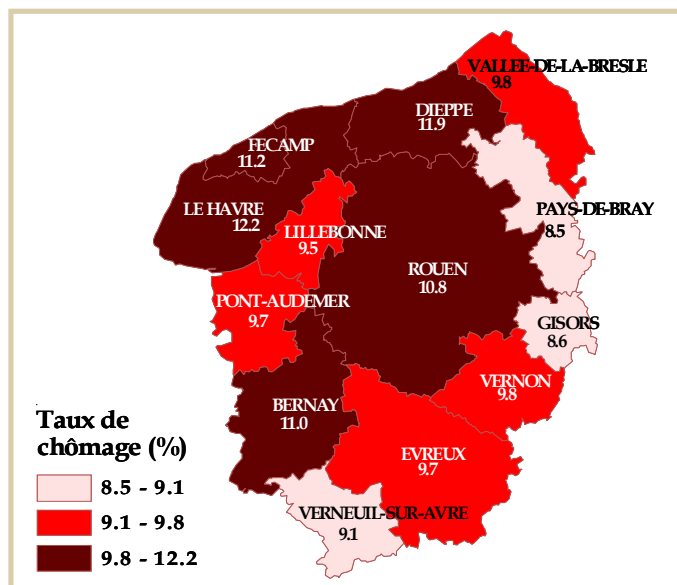 VALLEE-DE-LA-BRESLE
9.8
DIEPPE
11.9
FECAMP
11.2
LE HAVRE
12.2
PAYS-DE-BRAY
8.5
LILLEBONNE
9.5
ROUEN
10.8
PONT-AUDEMER
9.7
GISORS
8.6
VERNON
9.8
BERNAY
11.0
EVREUX
9.7
VERNEUIL-SUR-AVRE
9.1
Taux de
chômage (%)
8.5 - 9.1
9.1 - 9.8
9.8 - 12.2